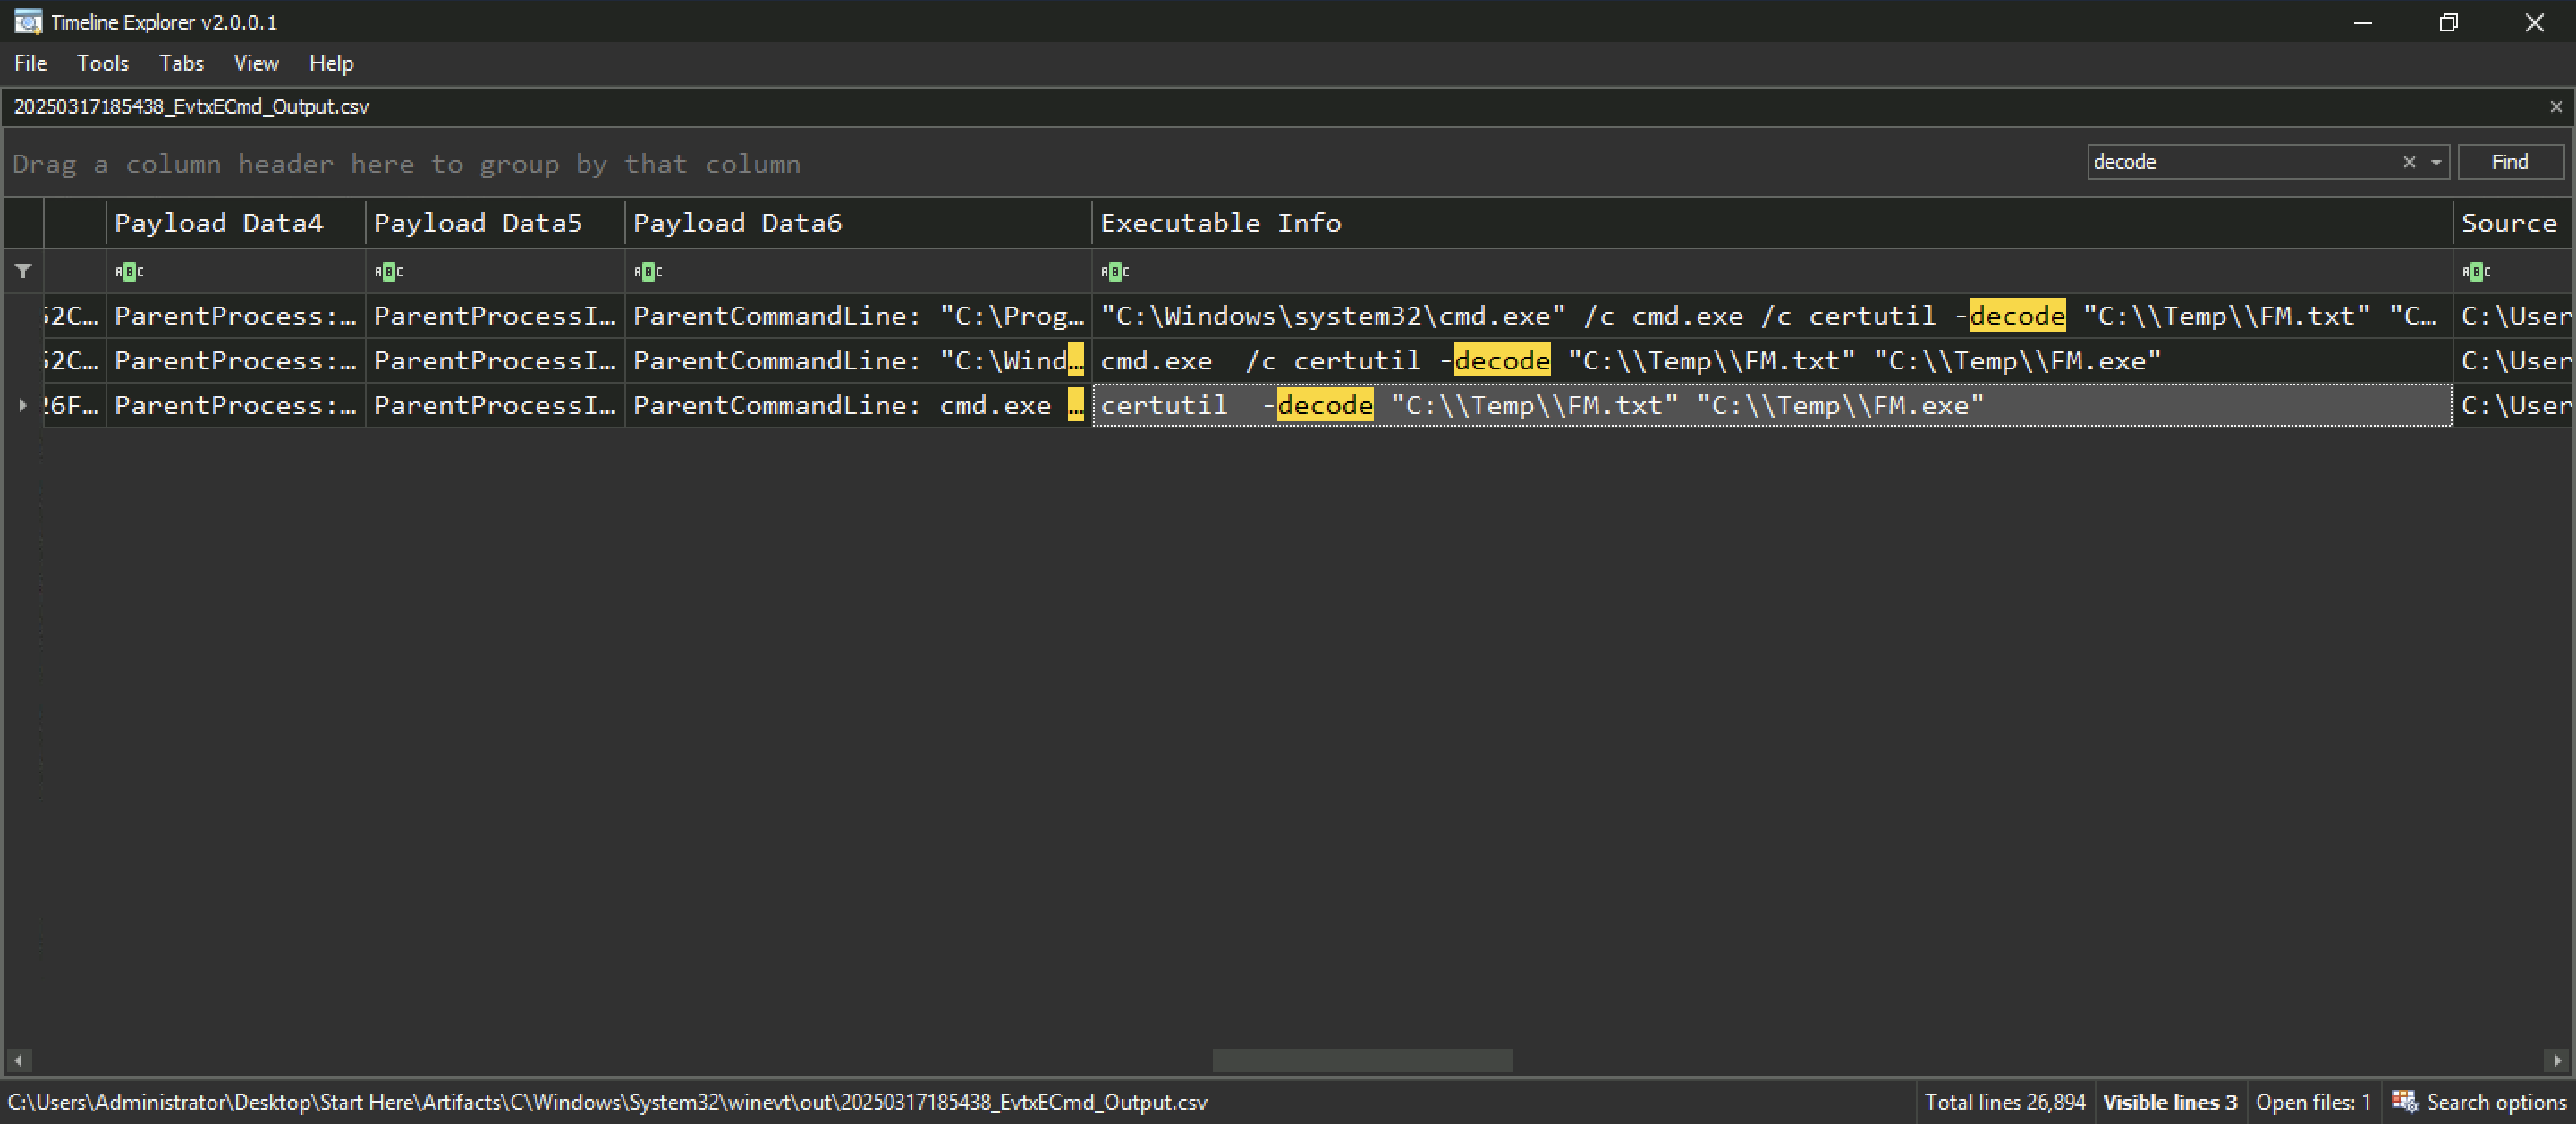 Timeline Explorer v2.0.0.1
File Tools Tabs View Help
20250317185438_EvtxECmd_Output.csv
Drag a column header here to group by that column
decode
Find
Payload Data4 Payload Data5 Payload Data6 Executable Info Source
52C… ParentProcess:… ParentProcessI… ParentCommandLine: "C:\Prog… "C:\Windows\system32\cmd.exe" /c cmd.exe /c certutil -decode "C:\\Temp\\FM.txt" "C… C:\User
52C… ParentProcess:… ParentProcessI… ParentCommandLine: "C:\Wind… cmd.exe  /c certutil -decode "C:\\Temp\\FM.txt" "C:\\Temp\\FM.exe" C:\User
26F… ParentProcess:… ParentProcessI… ParentCommandLine: cmd.exe … certutil  -decode "C:\\Temp\\FM.txt" "C:\\Temp\\FM.exe" C:\User
C:\Users\Administrator\Desktop\Start Here\Artifacts\C\Windows\System32\winevt\out\20250317185438_EvtxECmd_Output.csv Total lines 26,894 Visible lines 3 Open files: 1 Search options